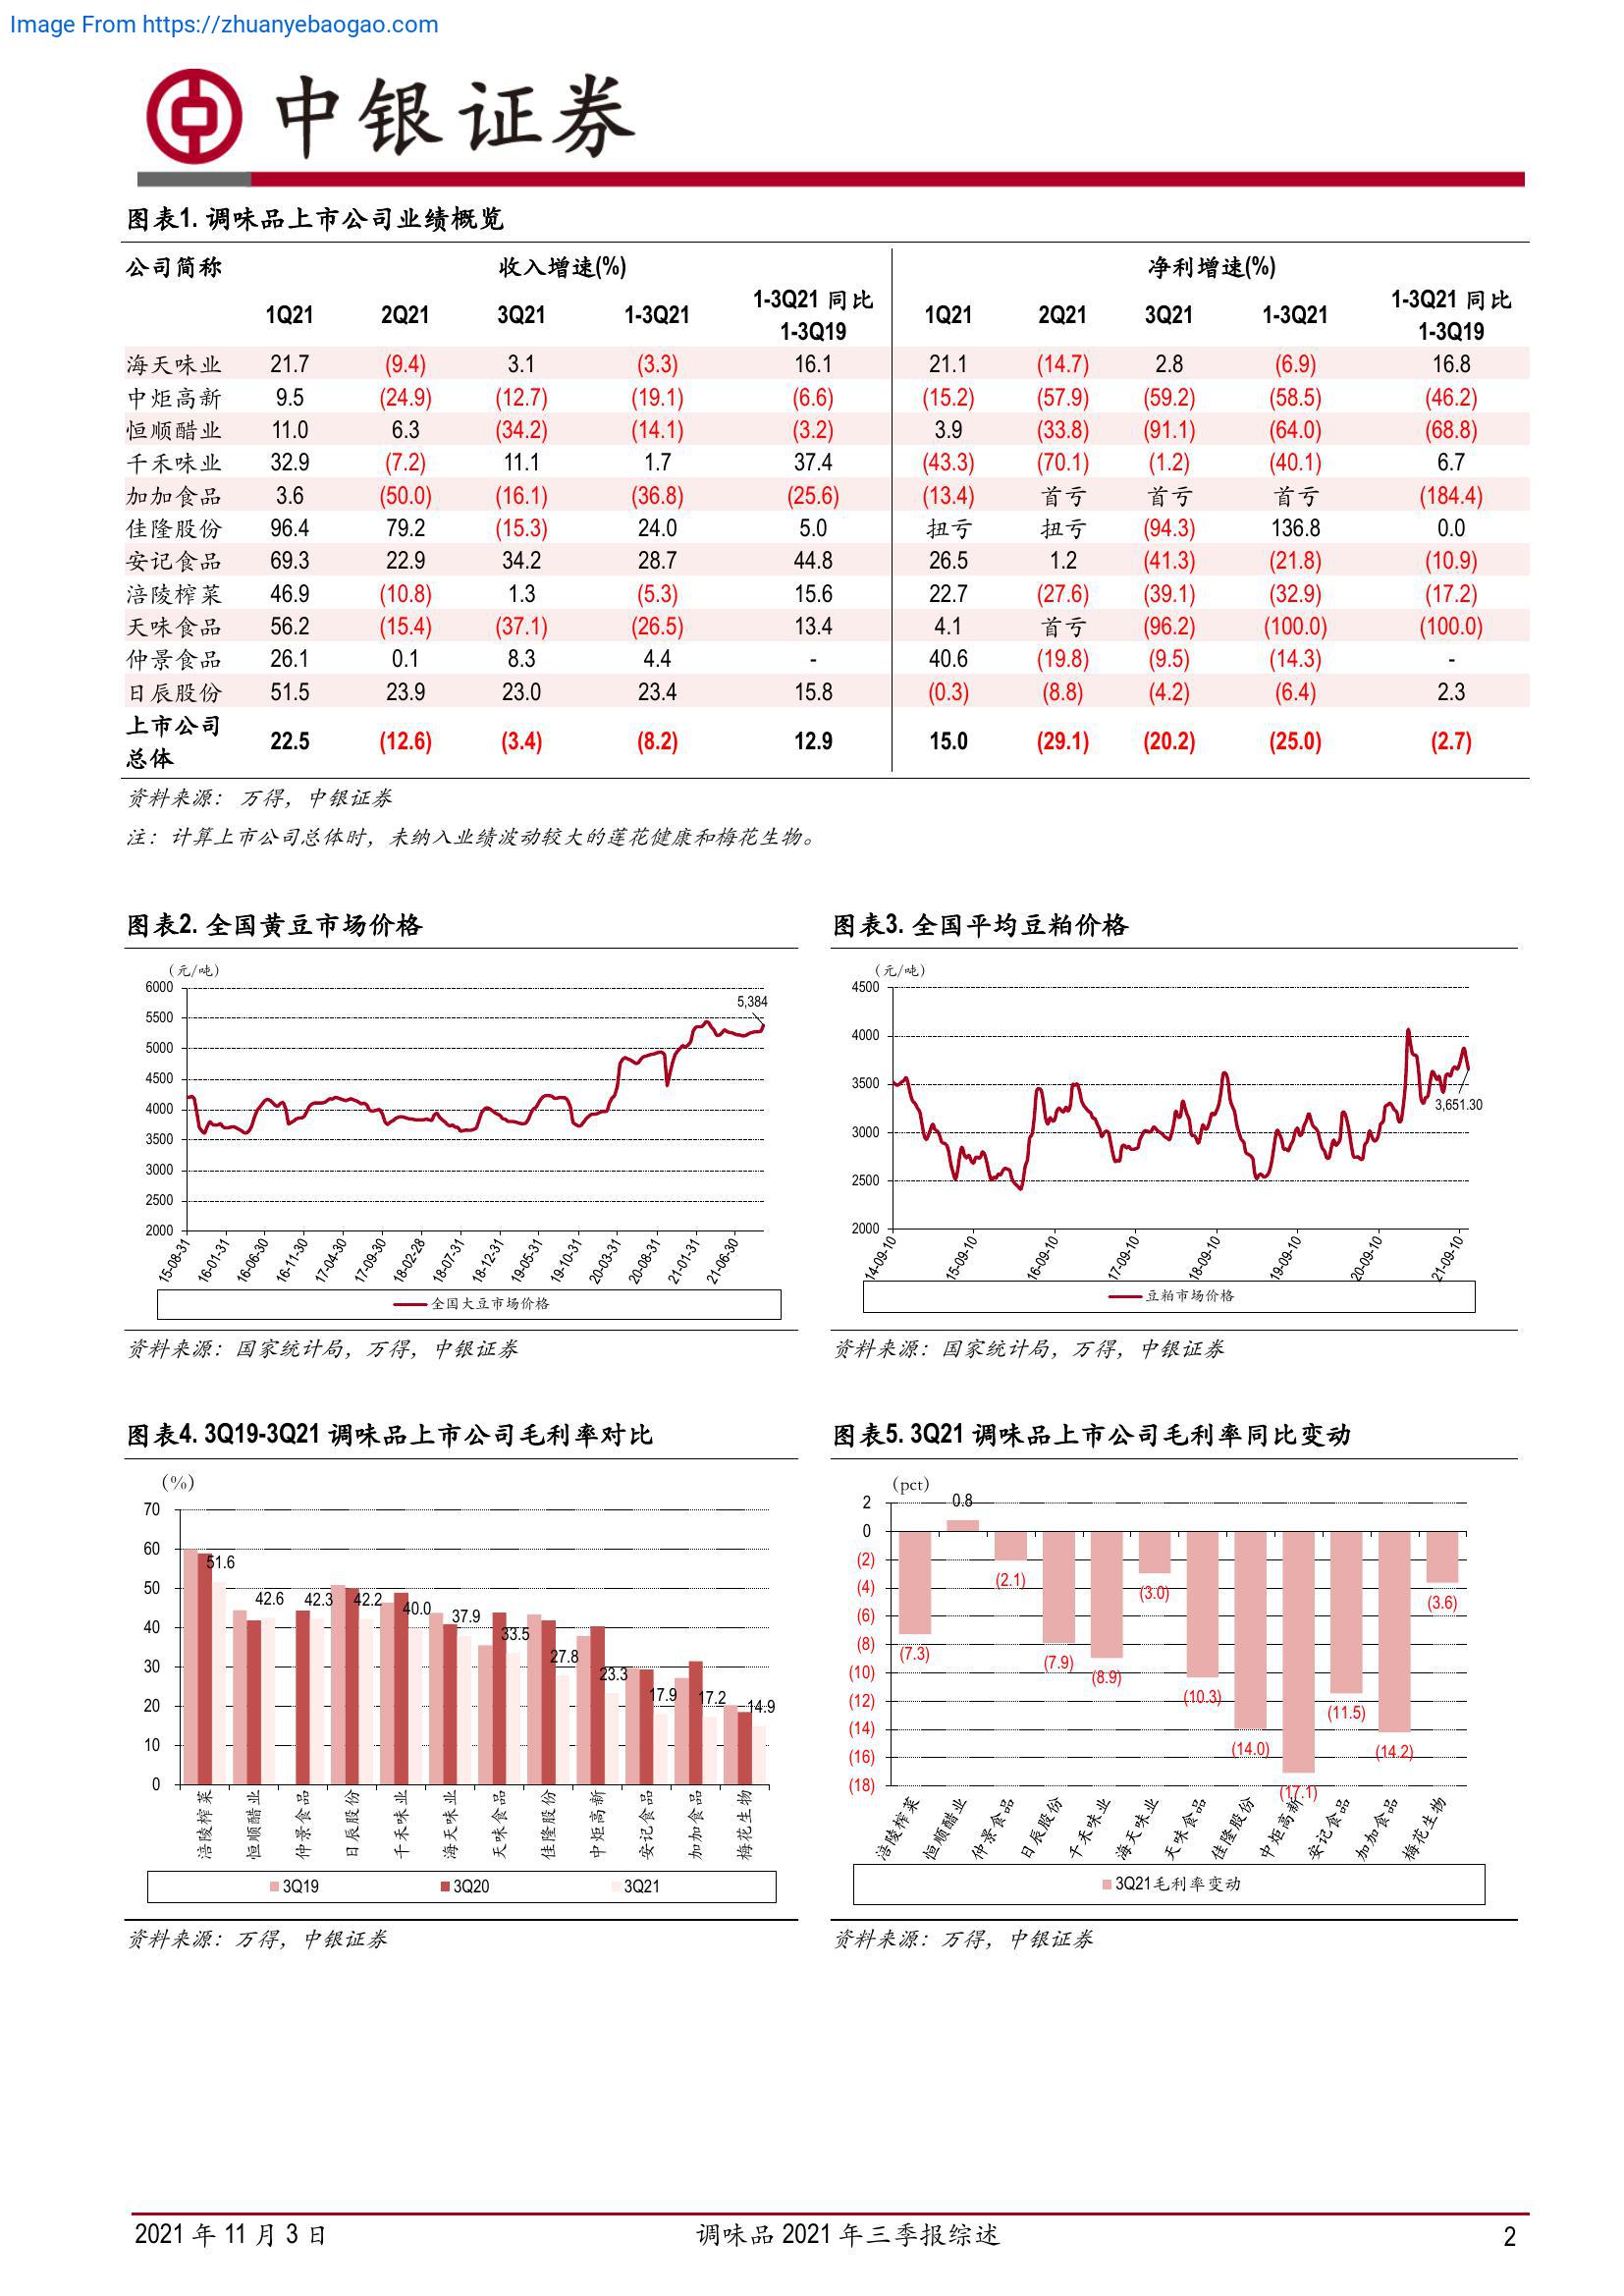 Image From https://zhuanyebaogao.com
中银证券
图表1. 调味品上市公司业绩概览
公司简称 收入增速(%) 净利增速(%)
1Q21 2Q21 3Q21 1-3Q21 1-3Q21 同比 1-3Q19 1Q21 2Q21 3Q21 1-3Q21 1-3Q21 同比 1-3Q19
海天味业 21.7 (9.4) 3.1 (3.3) 16.1 21.1 (14.7) 2.8 (6.9) 16.8
中炬高新 9.5 (24.9) (12.7) (19.1) (6.6) (15.2) (57.9) (59.2) (58.5) (46.2)
恒顺醋业 11.0 6.3 (34.2) (14.1) (3.2) 3.9 (33.8) (91.1) (64.0) (68.8)
千禾味业 32.9 (7.2) 11.1 1.7 37.4 (43.3) (70.1) (1.2) (40.1) 6.7
加加食品 3.6 (50.0) (16.1) (36.8) (25.6) (13.4) 首亏 首亏 首亏 (184.4)
佳隆股份 96.4 79.2 (15.3) 24.0 5.0 扭亏 扭亏 (94.3) 136.8 0.0
安记食品 69.3 22.9 34.2 28.7 44.8 26.5 1.2 (41.3) (21.8) (10.9)
涪陵榨菜 46.9 (10.8) 1.3 (5.3) 15.6 22.7 (27.6) (39.1) (32.9) (17.2)
天味食品 56.2 (15.4) (37.1) (26.5) 13.4 4.1 首亏 (96.2) (100.0) (100.0)
仲景食品 26.1 0.1 8.3 4.4 - 40.6 (19.8) (9.5) (14.3) -
日辰股份 51.5 23.9 23.0 23.4 15.8 (0.3) (8.8) (4.2) (6.4) 2.3
上市公司总体 22.5 (12.6) (3.4) (8.2) 12.9 15.0 (29.1) (20.2) (25.0) (2.7)
资料来源：万得，中银证券
注：计算上市公司总体时，未纳入业绩波动较大的莲花健康和梅花生物。
图表2. 全国黄豆市场价格
（元/吨）
6000
5500
5000
4500
4000
3500
3000
2500
2000
5,384
15-08-31 16-01-31 16-06-30 16-11-30 17-04-30 17-09-30 18-02-28 18-07-31 18-12-31 19-05-31 19-10-31 20-03-31 20-08-31 21-01-31 21-06-30
全国大豆市场价格
资料来源：国家统计局，万得，中银证券
图表3. 全国平均豆粕价格
（元/吨）
4500
4000
3500
3000
2500
2000
3,651.30
14-09-10 15-09-10 16-09-10 17-09-10 18-09-10 19-09-10 20-09-10 21-09-10
豆粕市场价格
资料来源：国家统计局，万得，中银证券
图表4. 3Q19-3Q21 调味品上市公司毛利率对比
（%）
70
60
50
40
30
20
10
0
51.6 42.6 42.3 42.2 40.0 37.9 33.5 27.8 23.3 17.9 17.2 14.9
涪陵榨菜 恒顺醋业 仲景食品 日辰股份 千禾味业 海天味业 天味食品 佳隆股份 中炬高新 安记食品 加加食品 梅花生物
3Q19 3Q20 3Q21
资料来源：万得，中银证券
图表5. 3Q21 调味品上市公司毛利率同比变动
（pct）
2
0
(2)
(4)
(6)
(8)
(10)
(12)
(14)
(16)
(18)
(7.3) 0.8 (2.1) (7.9) (8.9) (3.0) (10.3) (14.0) (17.1) (11.5) (14.2) (3.6)
涪陵榨菜 恒顺醋业 仲景食品 日辰股份 千禾味业 海天味业 天味食品 佳隆股份 中炬高新 安记食品 加加食品 梅花生物
3Q21毛利率变动
资料来源：万得，中银证券
2021 年 11 月 3 日 调味品 2021 年三季报综述 2